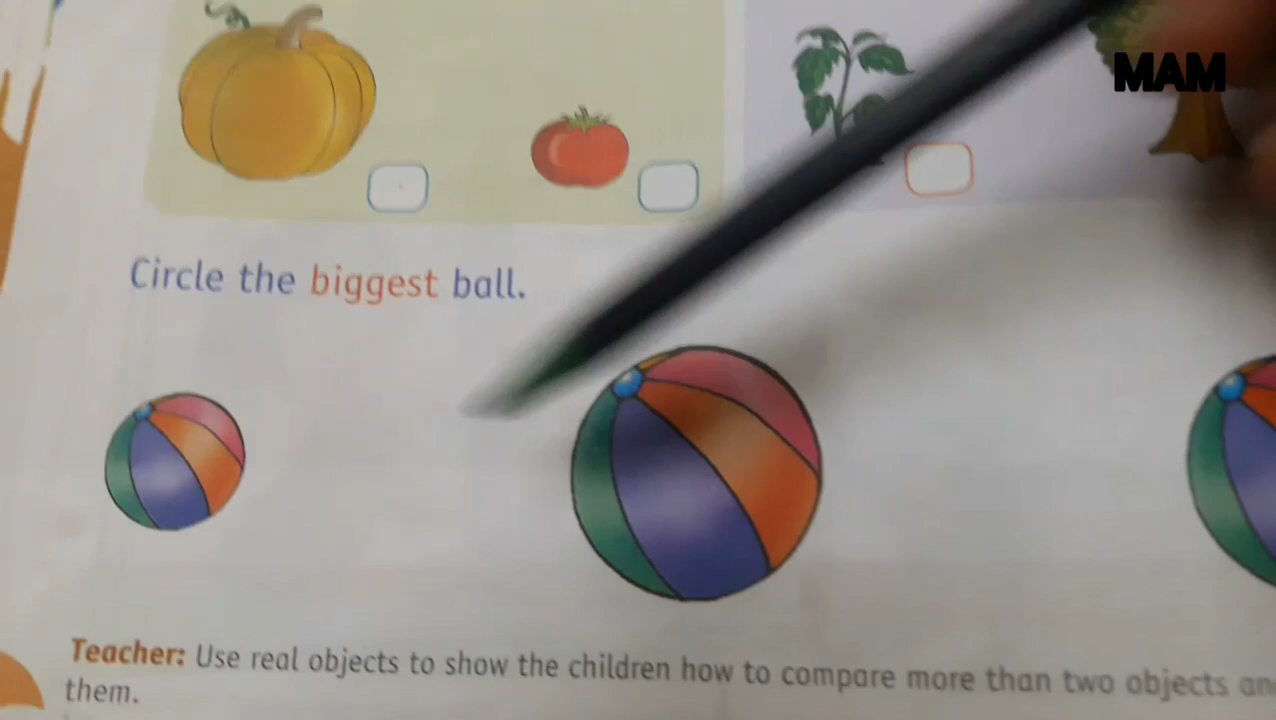 MAM
Circle the biggest ball.
Teacher: Use real objects to show the children how to compare more than two objects
them.